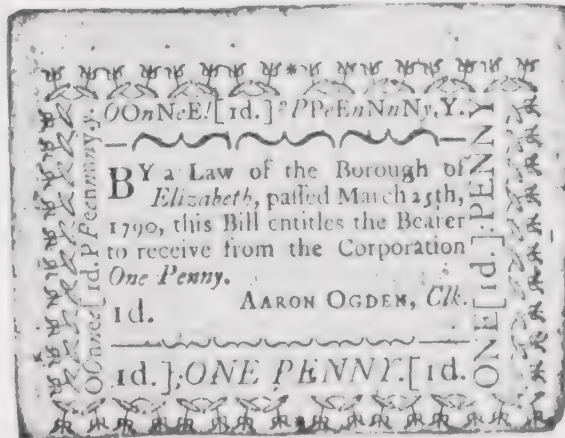 OOnNeE![1d.]?PPeEnNnNy,Y.
BY a Law of the Borough of
Elizabeth, paſſed March 25th,
1790, this Bill entitles the Bearer
to receive from the Corporation
One Penny.
1d. AARON OGDEN, Clk.
1d.];ONE PENNY.[1d.
OOnnee[1d.PPeennnny.y.
ONE[1d.];PENNY